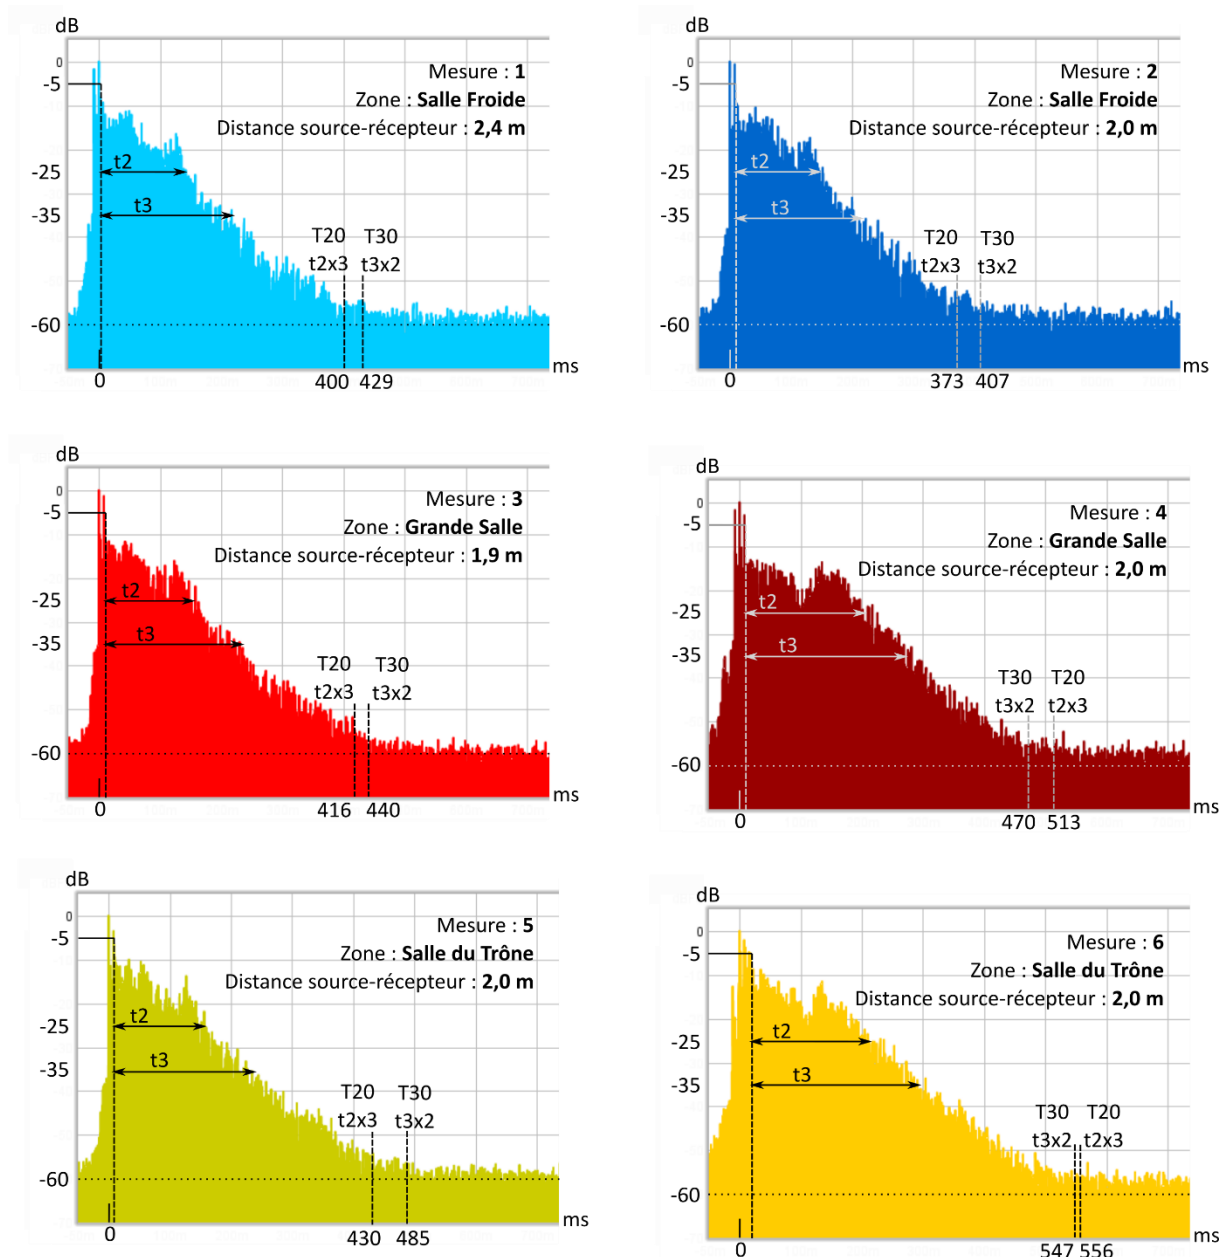 dB
0
-5
-25
-35
-60
Mesure : 1
Zone : Salle Froide
Distance source-récepteur : 2,4 m
t2
t3
T20 T30
t2x3 t3x2
ms
0 400 429
dB
0
-5
-25
-35
-60
Mesure : 2
Zone : Salle Froide
Distance source-récepteur : 2,0 m
t2
t3
T20 T30
t2x3 t3x2
ms
0 373 407
dB
0
-5
-25
-35
-60
Mesure : 3
Zone : Grande Salle
Distance source-récepteur : 1,9 m
t2
t3
T20 T30
t2x3 t3x2
ms
0 416 440
dB
0
-5
-25
-35
-60
Mesure : 4
Zone : Grande Salle
Distance source-récepteur : 2,0 m
t2
t3
T30 T20
t3x2 t2x3
ms
0 470 513
dB
0
-5
-25
-35
-60
Mesure : 5
Zone : Salle du Trône
Distance source-récepteur : 2,0 m
t2
t3
T20 T30
t2x3 t3x2
ms
0 430 485
dB
0
-5
-25
-35
-60
Mesure : 6
Zone : Salle du Trône
Distance source-récepteur : 2,0 m
t2
t3
T30 T20
t3x2 t2x3
ms
0 547 556